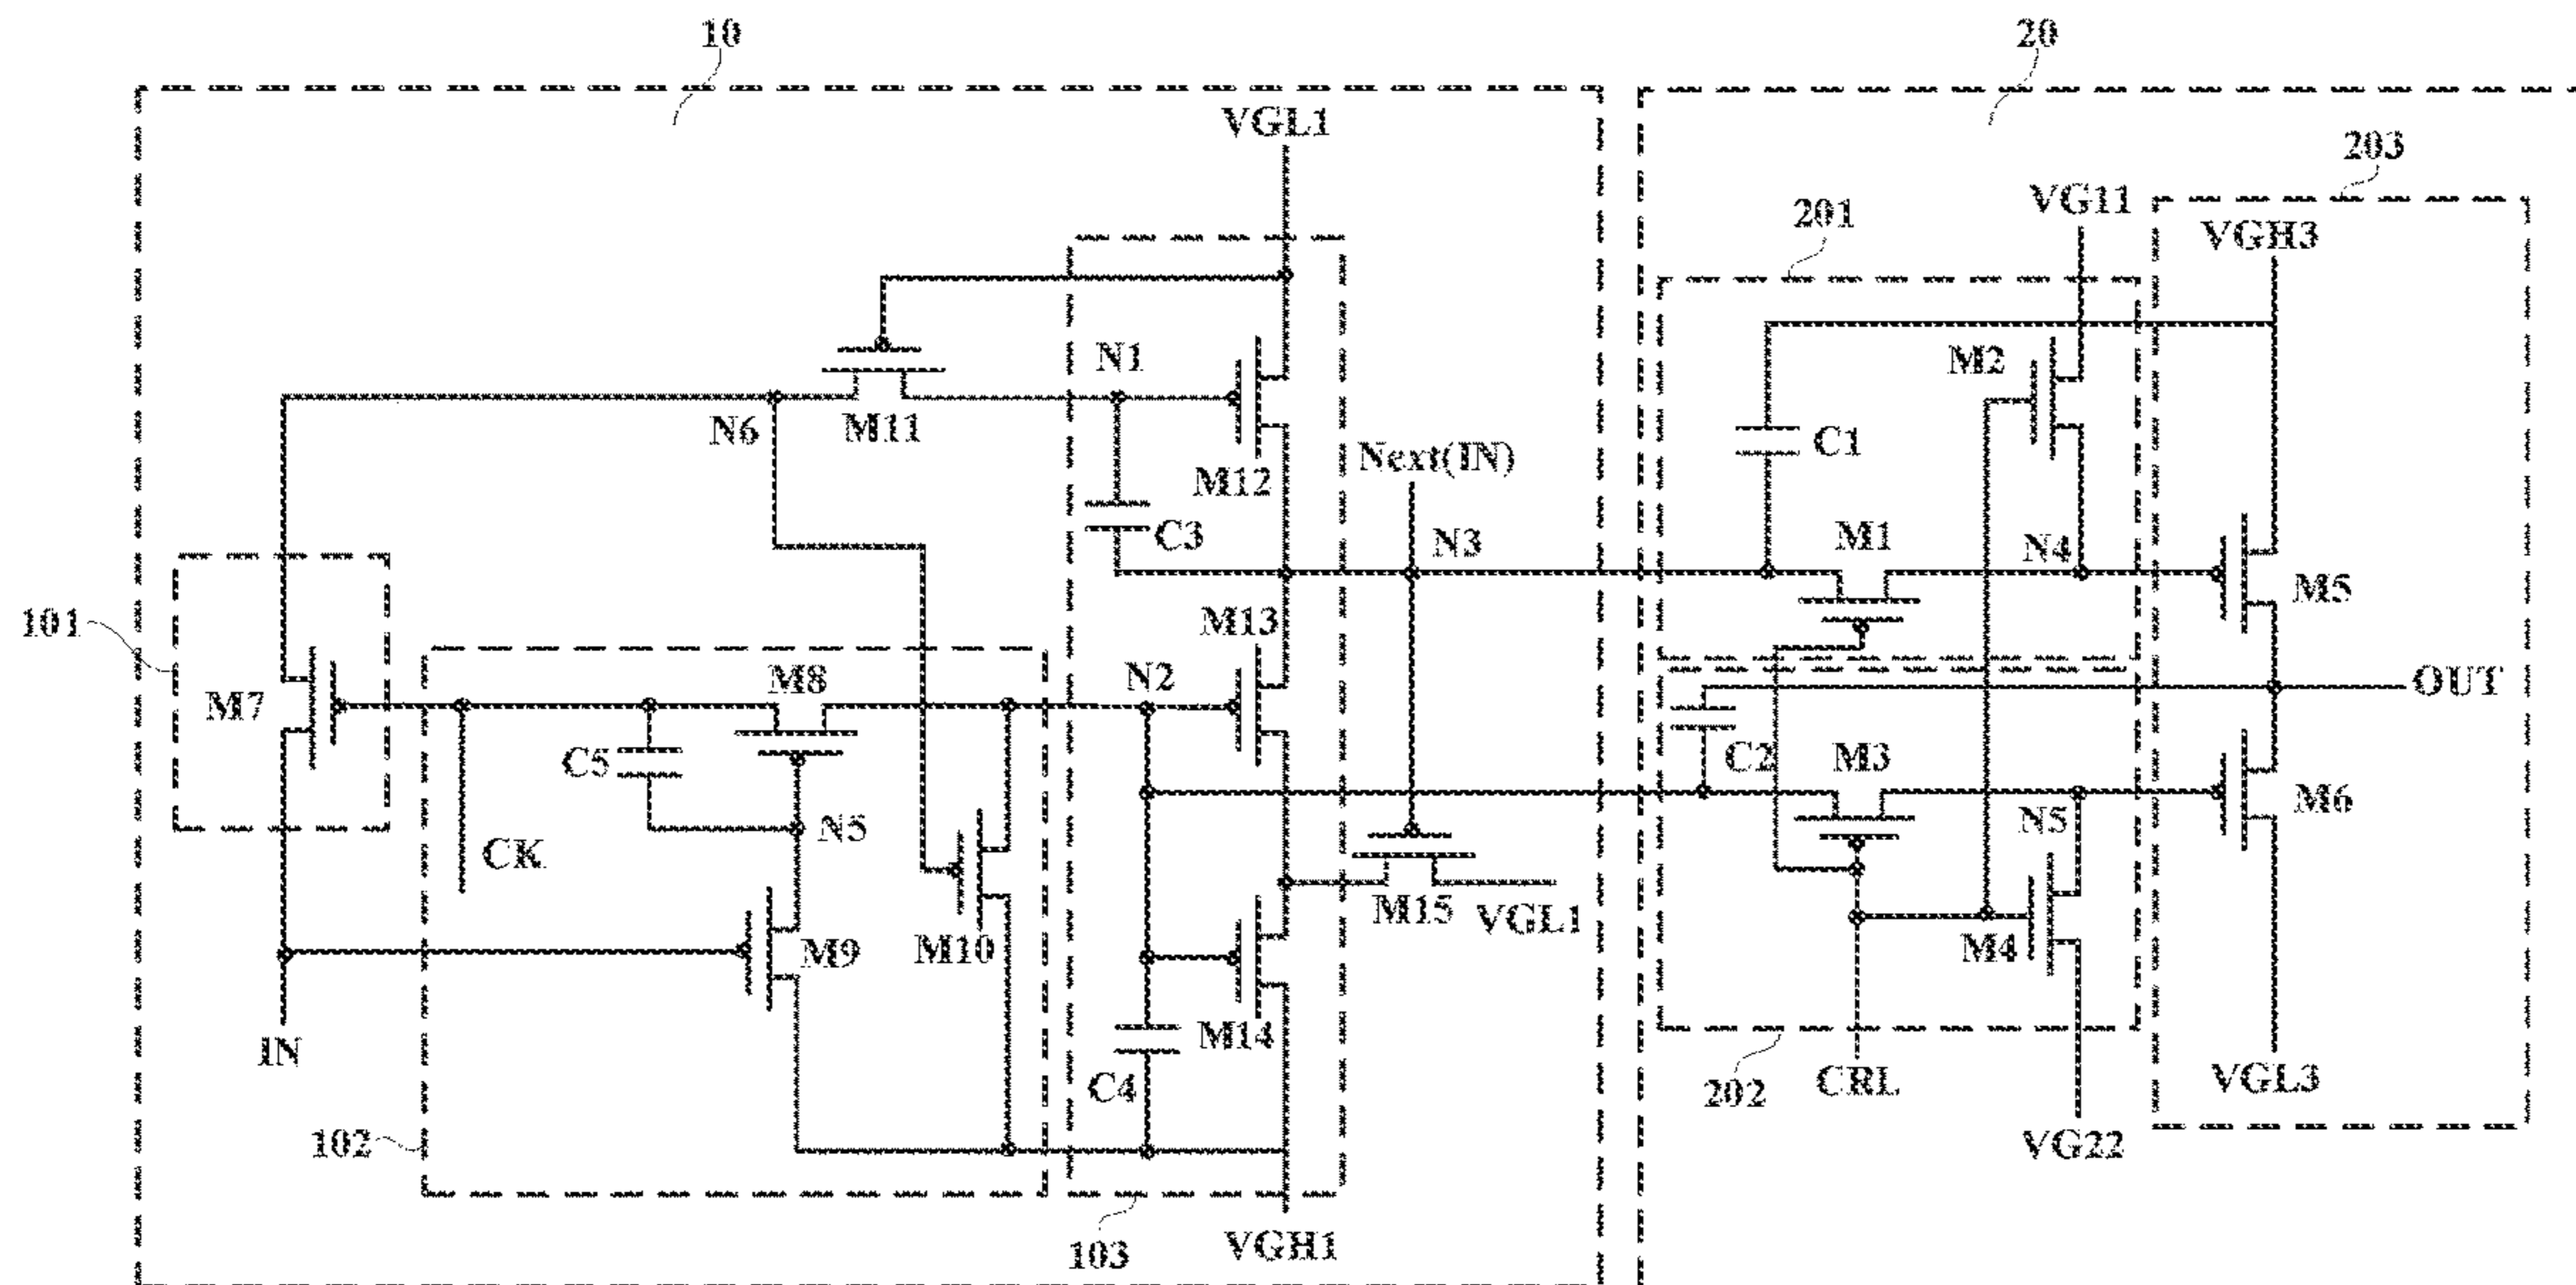 10
20
VGL1
203
201
VG11
VGH3
N1
M2
N6
M11
C1
Next(IN)
M12
C3
N3
M1
N4
M5
101
M13
M8
N2
OUT
M7
C5
C2
M3
M6
N5
N5
CK
M15
VGL1
M9
M10
M4
IN
M14
C4
202
CRL
VGL3
102
VG22
103
VGH1